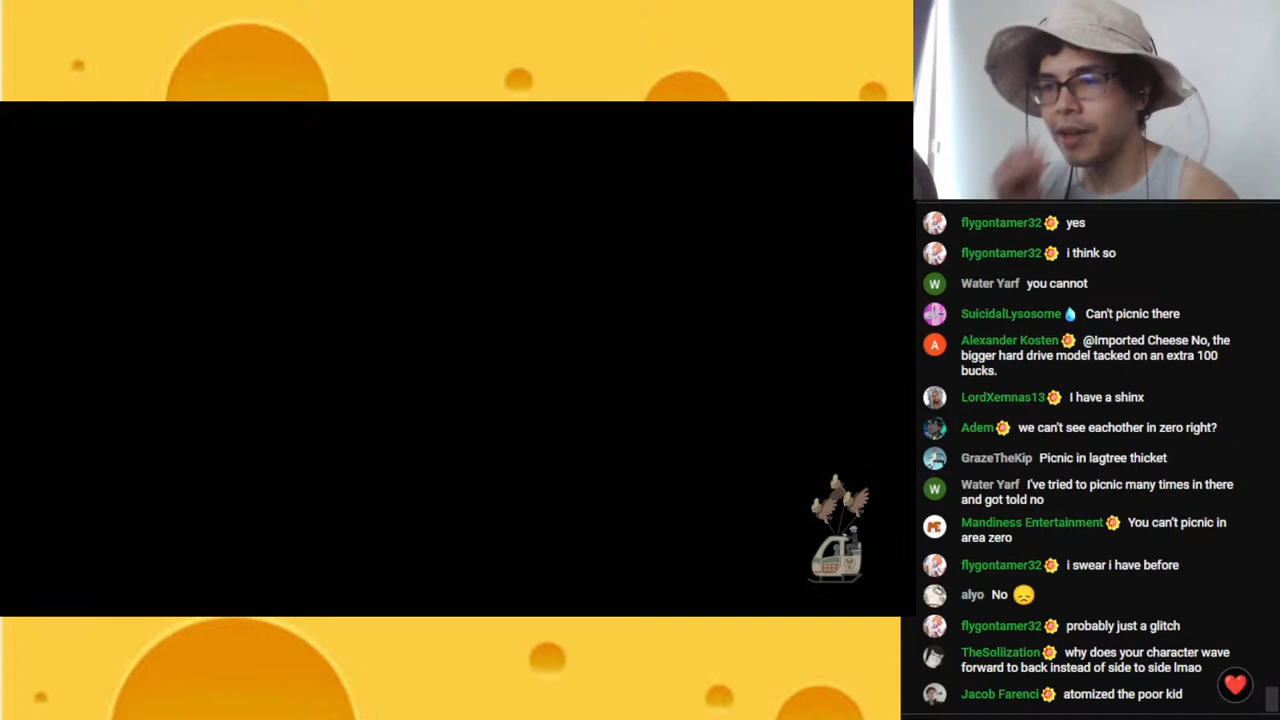 flygontamer32 yes
flygontamer32 i think so
W Water Yarf you cannot
SuicidalLysosome Can't picnic there
A Alexander Kosten @Imported Cheese No, the
bigger hard drive model tacked on an extra 100
bucks.
LordXemnas13 I have a shinx
Adem we can't see eachother in zero right?
GrazeTheKip Picnic in lagtree thicket
W Water Yarf I've tried to picnic many times in there
and got told no
ME Mandiness Entertainment You can't picnic in
area zero
flygontamer32 i swear i have before
alyo No
flygontamer32 probably just a glitch
TheSoliization why does your character wave
forward to back instead of side to side lmao
Jacob Farenci atomized the poor kid